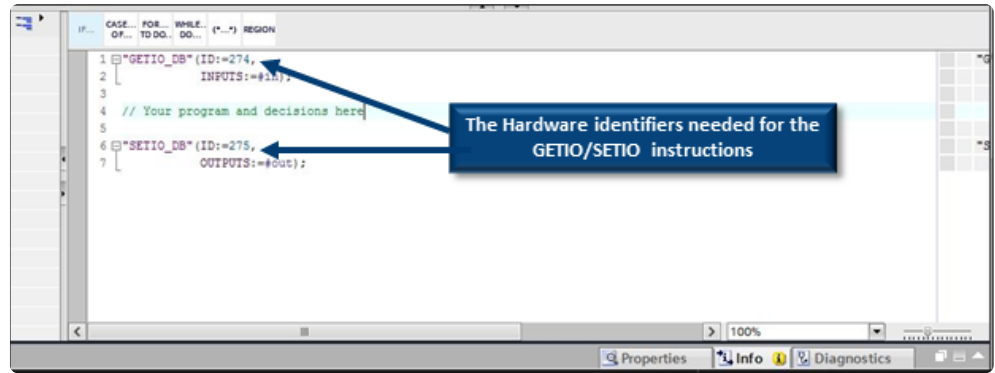 IF... CASE... FOR... WHILE.. (*...*) REGION
OF... TO DO.. DO...
1 "GETIO_DB"(ID:=274,
2 INPUTS:=#in);
3
4 // Your program and decisions here
5
6 "SETIO_DB"(ID:=275,
7 OUTPUTS:=#out);
The Hardware identifiers needed for the
GETIO/SETIO instructions
"G
"S
100%
Properties Info Diagnostics